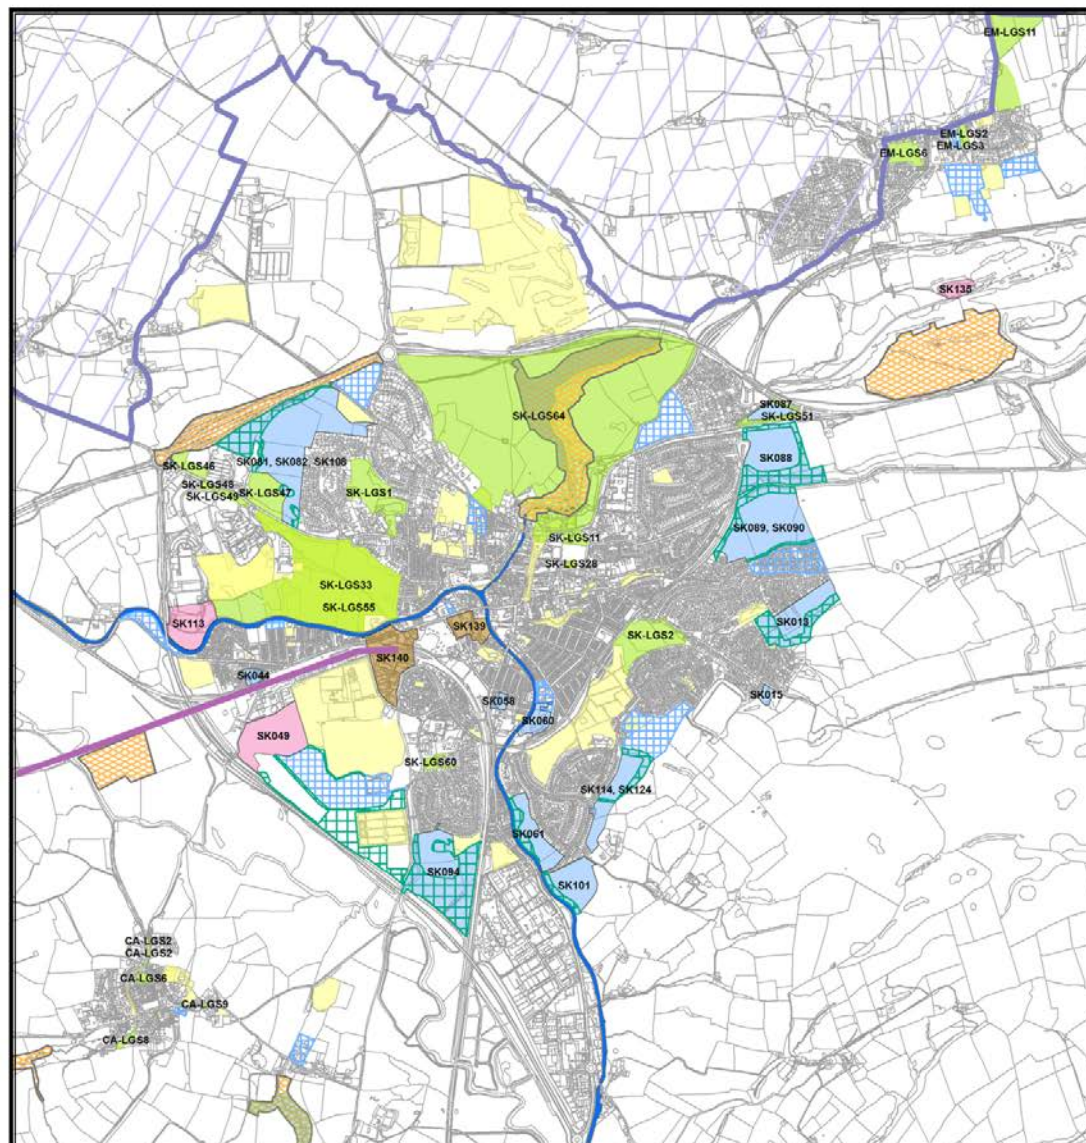 EM-LGS11
EM-LGS2
EM-LGS3
EM-LGS6
SK135
SK087
SK-LGS51
SK-LGS64
SK088
SK081, SK082, SK108
SK-LGS46
SK-LGS48
SK-LGS47
SK-LGS49
SK-LGS1
SK089, SK090
SK-LGS11
SK-LGS28
SK-LGS33
SK-LGS55
SK113
SK139
SK013
SK-LGS2
SK140
SK044
SK058
SK015
SK060
SK049
SK-LGS60
SK114, SK124
SK061
SK094
SK101
CA-LGS2
CA-LGS2
CA-LGS6
CA-LGS9
CA-LGS8